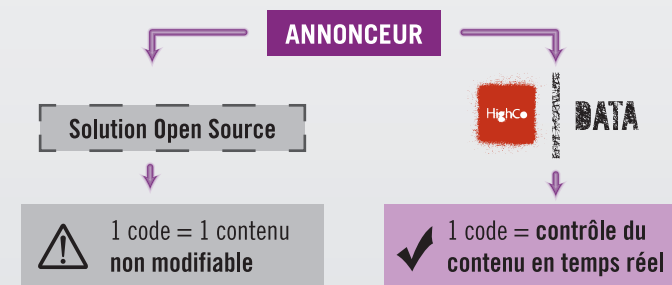 ANNONCEUR
Solution Open Source
HighCo
DATA
1 code = 1 contenu
non modifiable
1 code = contrôle du
contenu en temps réel